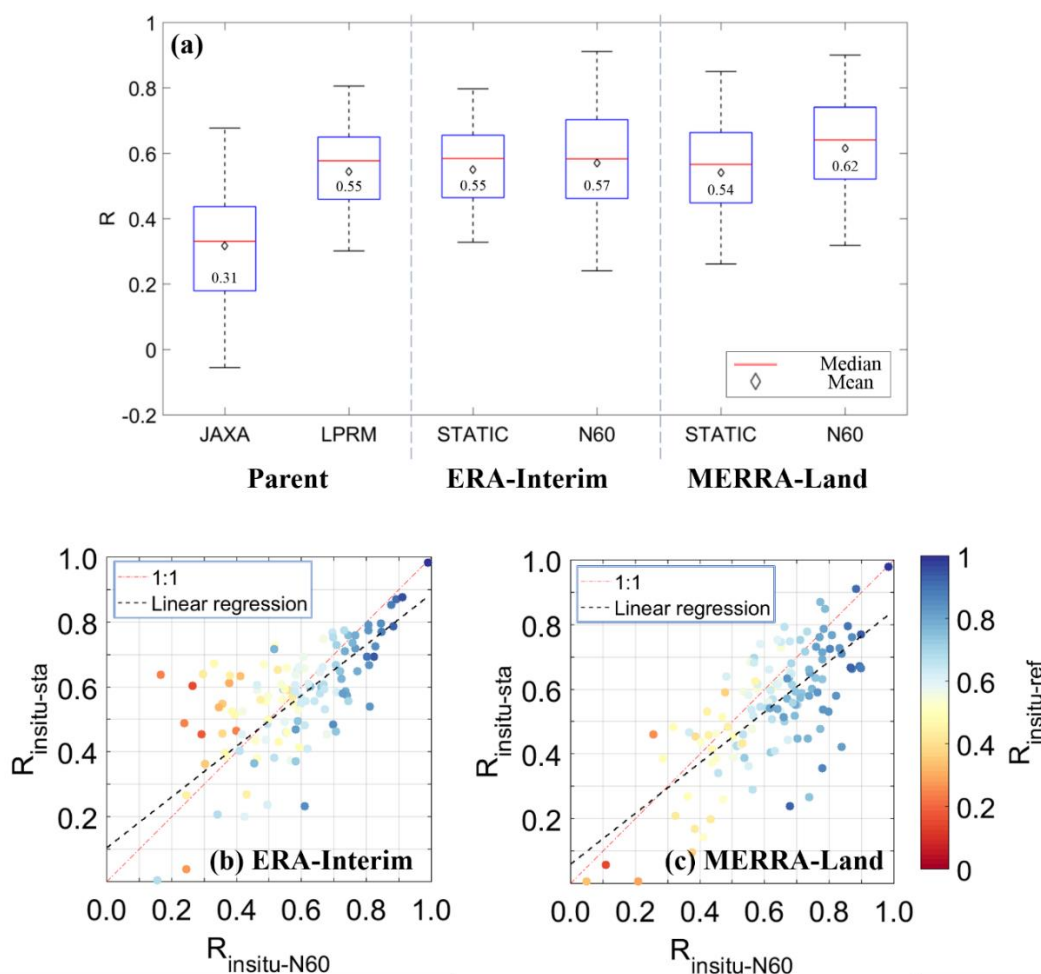 (a)
R
1
0.8
0.6
0.4
0.2
0
-0.2
0.31
0.55
0.55
0.57
0.54
0.62
Median
Mean
JAXA LPRM STATIC N60 STATIC N60
Parent ERA-Interim MERRA-Land
R insitu-sta
1.0
0.8
0.6
0.4
0.2
1:1
Linear regression
(b) ERA-Interim
0.0 0.2 0.4 0.6 0.8 1.0
R insitu-N60
R insitu-sta
1.0
0.8
0.6
0.4
0.2
1:1
Linear regression
(c) MERRA-Land
0.0 0.2 0.4 0.6 0.8 1.0
R insitu-N60
1
0.8
0.6
0.4
0.2
0
R insitu-ref